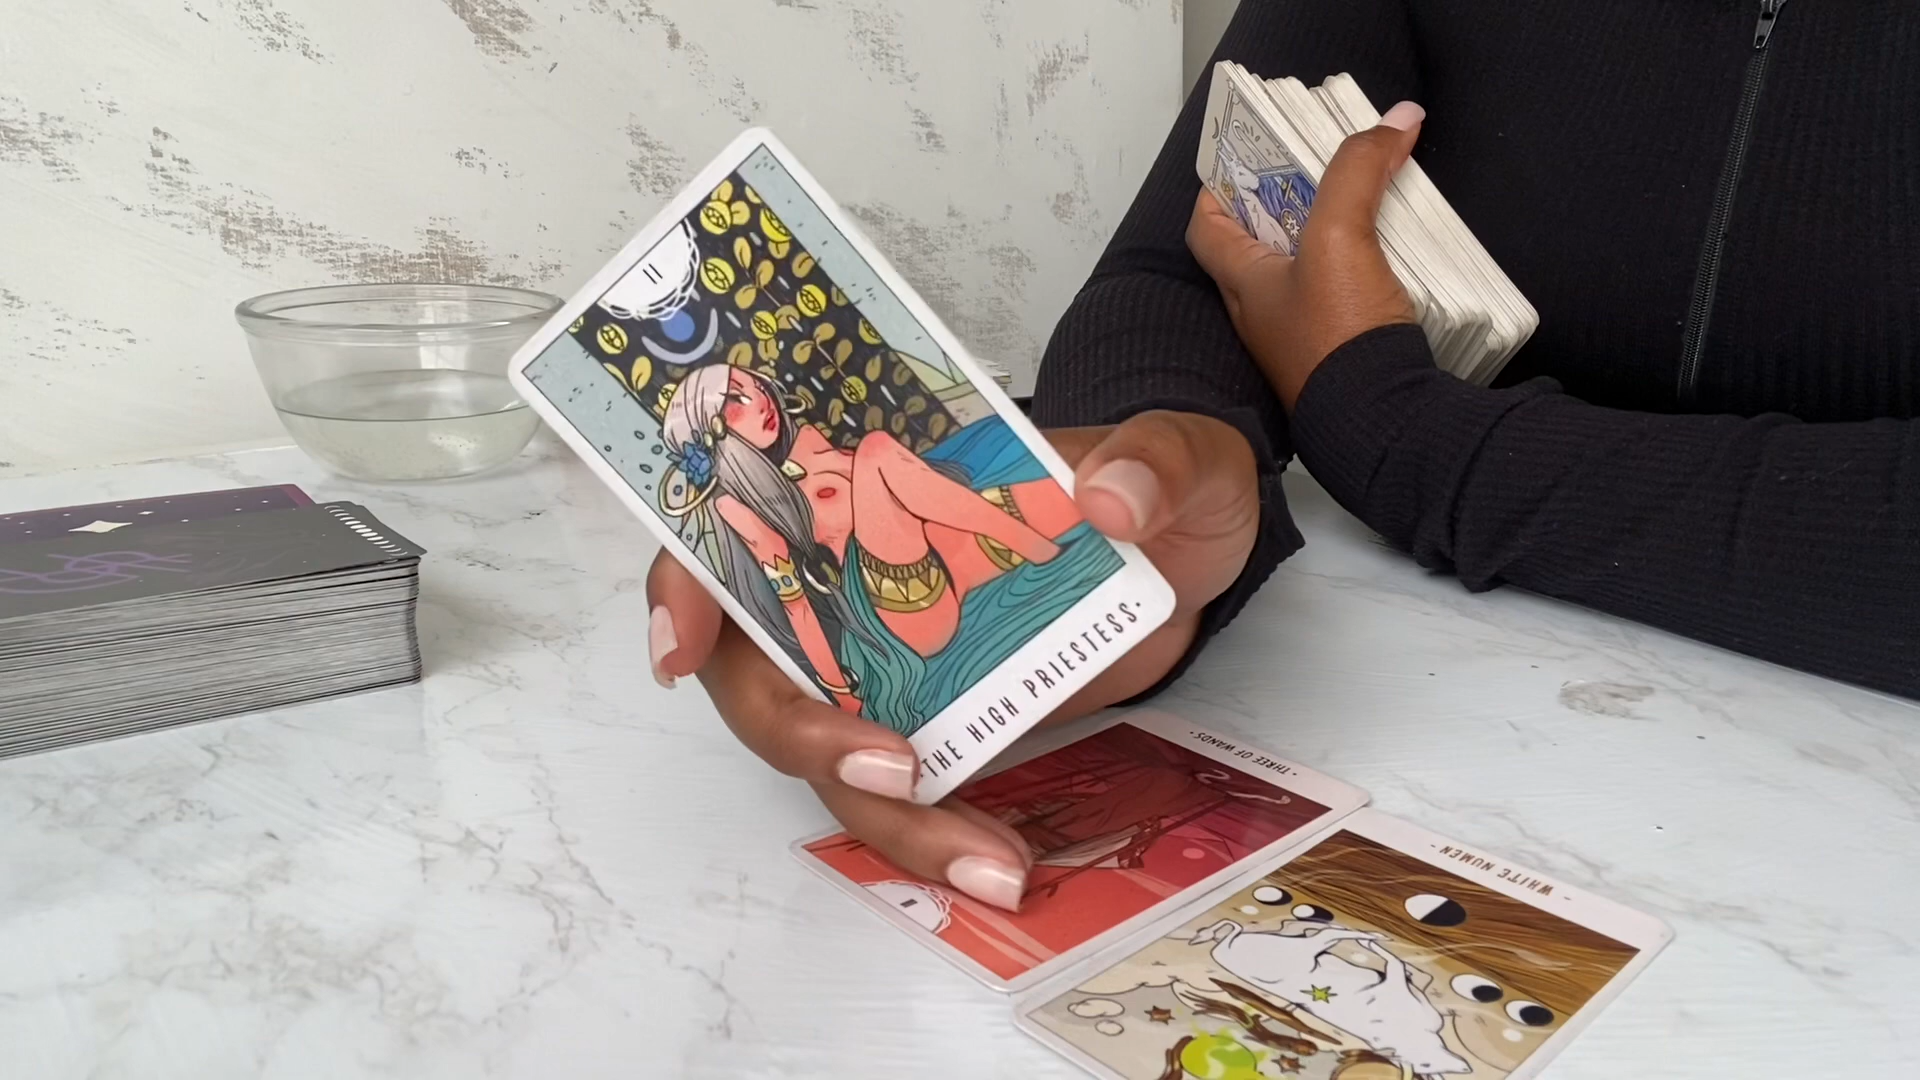 II
·THE HIGH PRIESTESS·
·THREE OF WANDS·
- WHITE NUMEN -